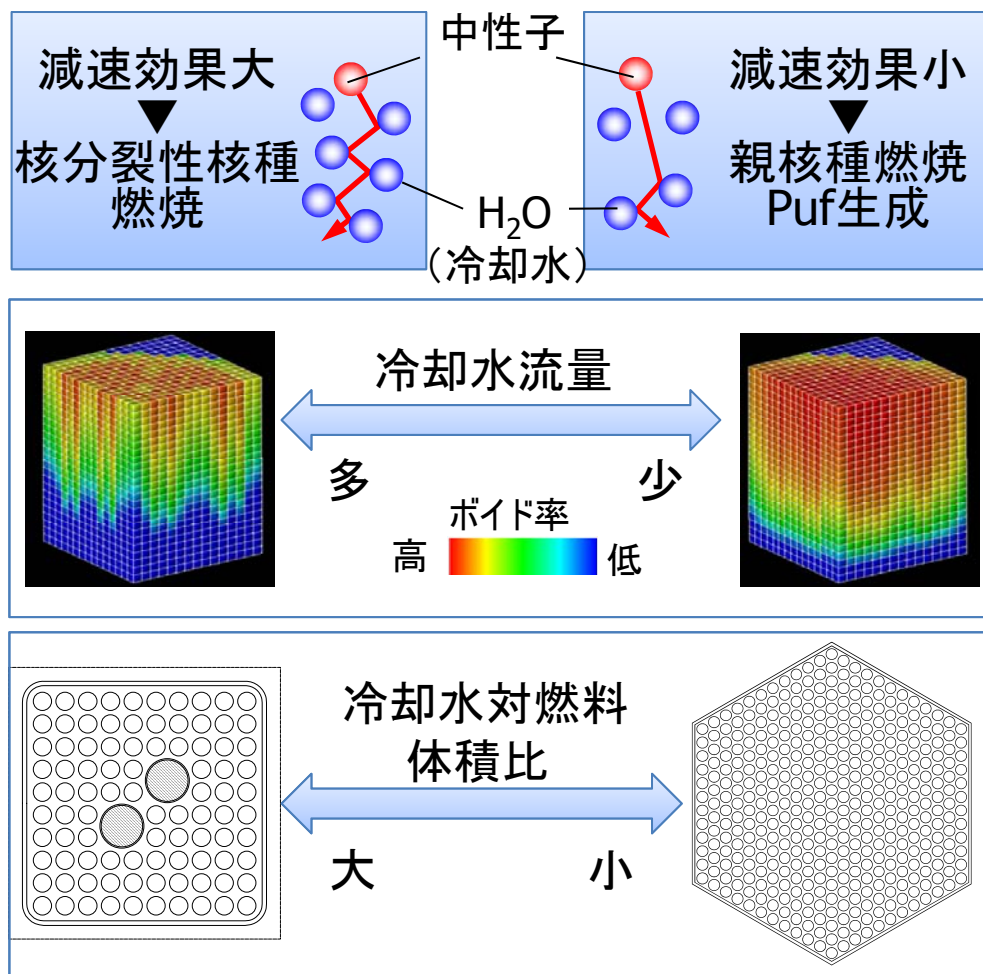 中性子
減速効果大
▼
核分裂性核種
燃焼
減速効果小
▼
親核種燃焼
Puf生成
H₂O
(冷却水)
冷却水流量
多
少
ボイド率
高
低
冷却水対燃料
体積比
大
小